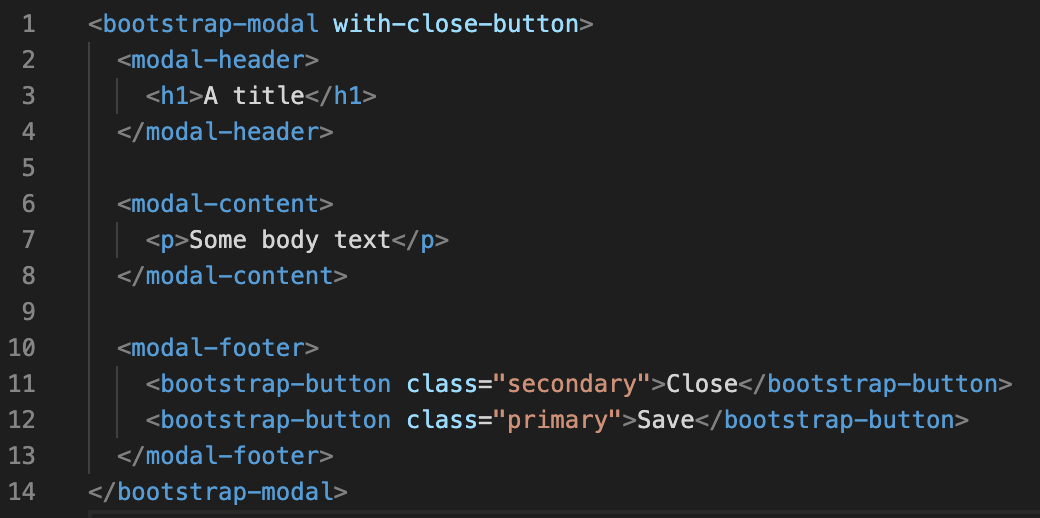 1 <bootstrap-modal with-close-button>
2   <modal-header>
3     <h1>A title</h1>
4   </modal-header>
5
6   <modal-content>
7     <p>Some body text</p>
8   </modal-content>
9
10   <modal-footer>
11     <bootstrap-button class="secondary">Close</bootstrap-button>
12     <bootstrap-button class="primary">Save</bootstrap-button>
13   </modal-footer>
14 </bootstrap-modal>